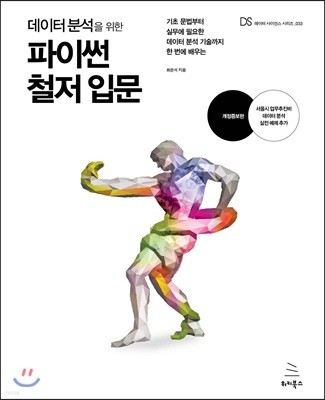 데이터 분석을 위한
파이썬
철저 입문
기초 문법부터
실무에 필요한
데이터 분석 기술까지
한 번에 배우는
최은석 지음
DS 데이터 사이언스 시리즈_033
개정증보판
서울시 업무추진비
데이터 분석
실전 예제 추가
위키북스